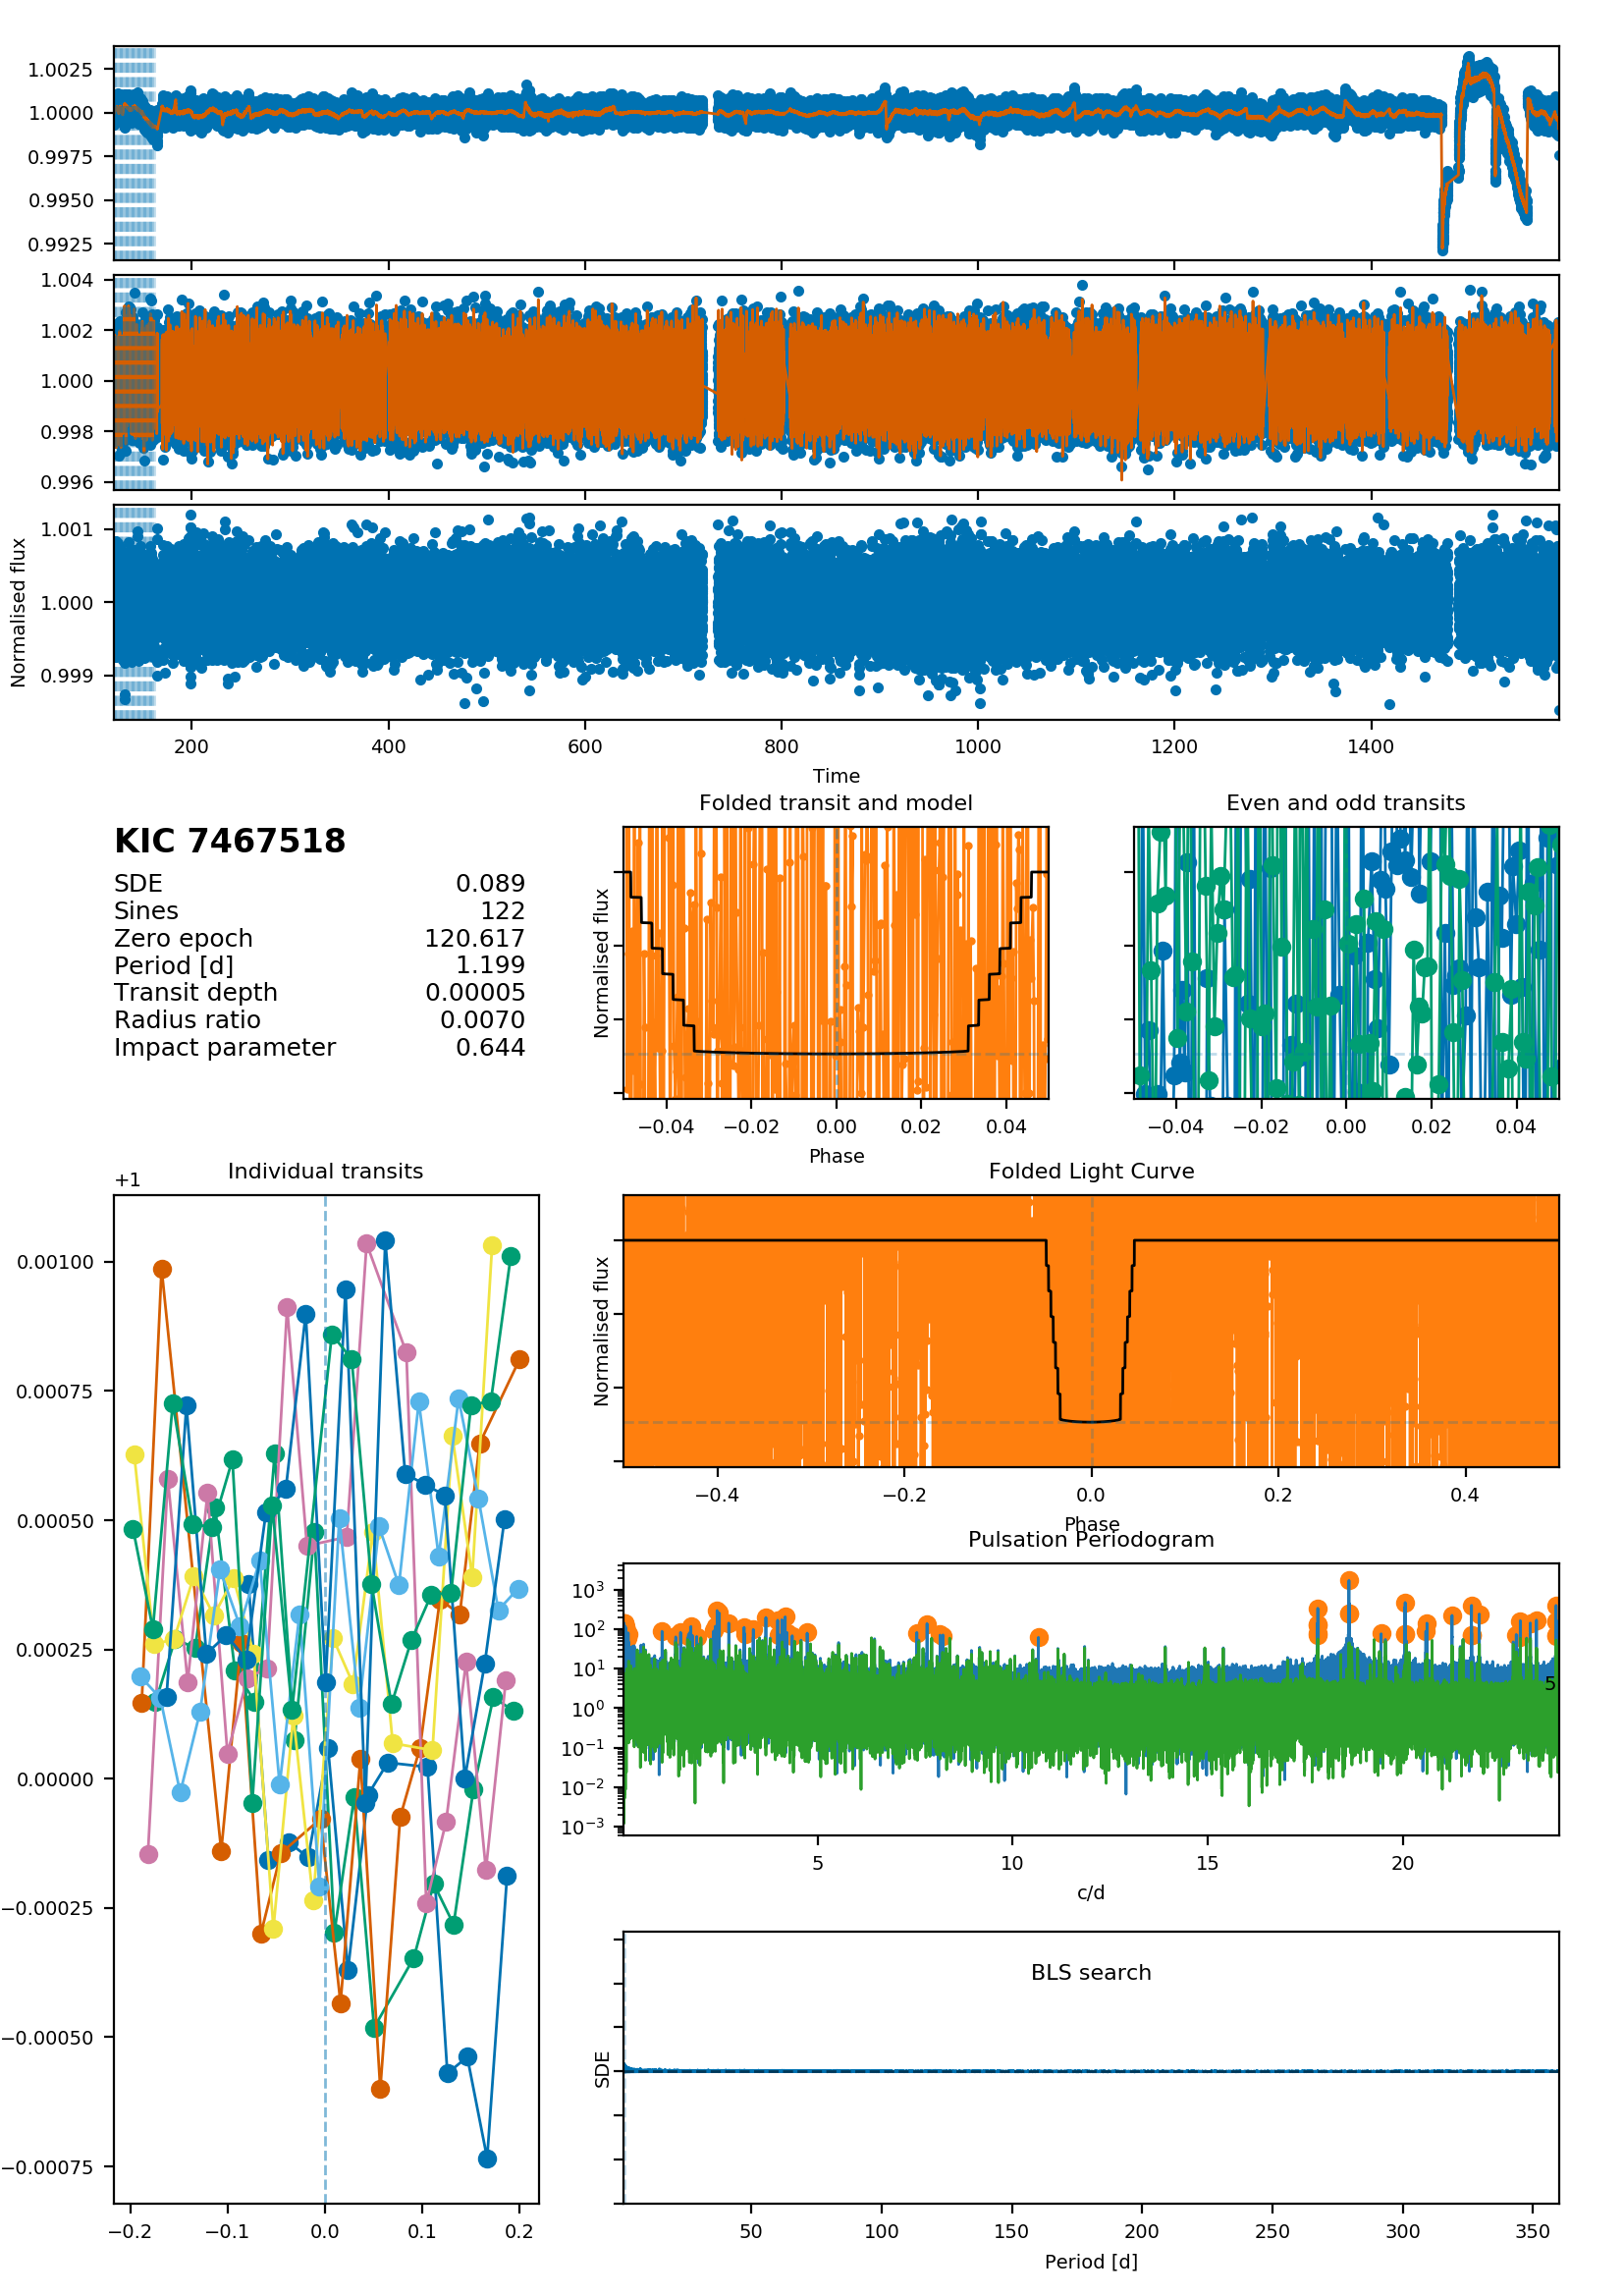 1.0025
1.0000
0.9975
0.9950
0.9925
1.004
1.002
1.000
0.998
0.996
1.001
1.000
0.999
Normalised flux
200 400 600 800 1000 1200 1400
Time
KIC 7467518
SDE 0.089
Sines 122
Zero epoch 120.617
Period [d] 1.199
Transit depth 0.00005
Radius ratio 0.0070
Impact parameter 0.644
Folded transit and model
Normalised flux
−0.04 −0.02 0.00 0.02 0.04
Phase
Even and odd transits
−0.04 −0.02 0.00 0.02 0.04
Individual transits
+1
0.00100
0.00075
0.00050
0.00025
0.00000
−0.00025
−0.00050
−0.00075
−0.2 −0.1 0.0 0.1 0.2
Folded Light Curve
Normalised flux
−0.4 −0.2 0.0 0.2 0.4
Phase
Pulsation Periodogram
10³
10²
10¹
10⁰
10⁻¹
10⁻²
10⁻³
5
5 10 15 20
c/d
BLS search
SDE
50 100 150 200 250 300 350
Period [d]